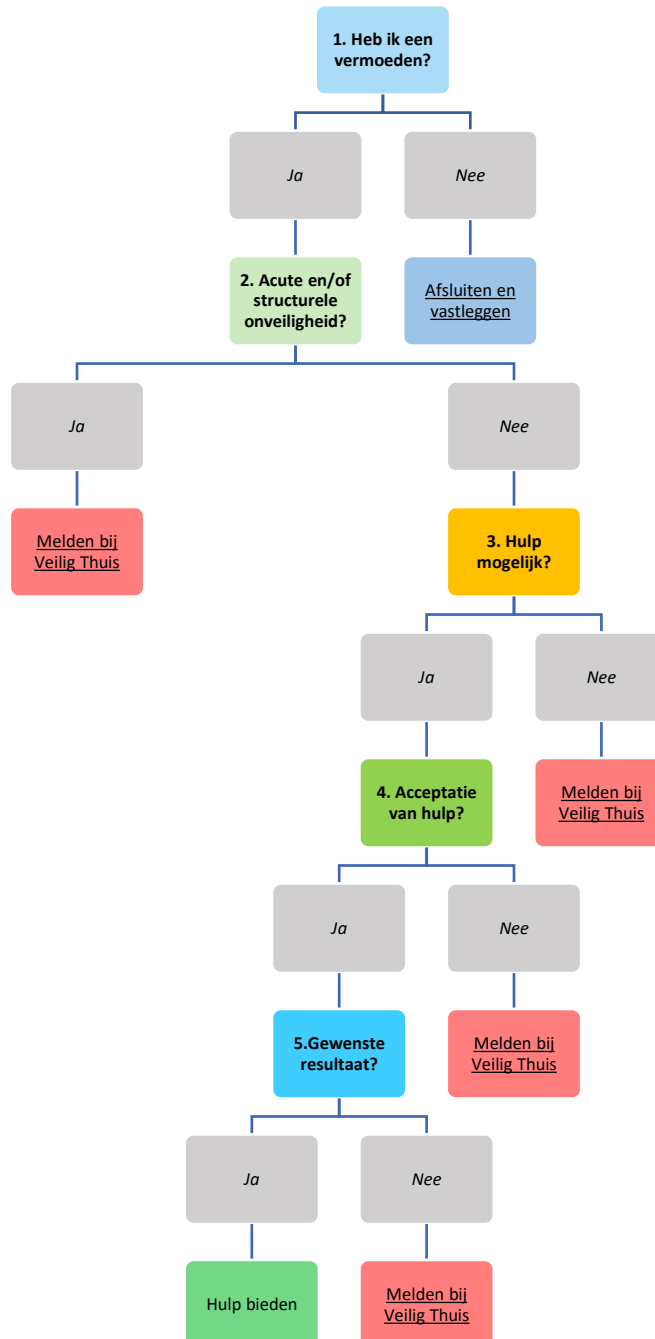 1. Heb ik een
vermoeden?
Ja
Nee
2. Acute en/of
structurele
onveiligheid?
Afsluiten en
vastleggen
Ja
Nee
Melden bij
Veilig Thuis
3. Hulp
mogelijk?
Ja
Nee
4. Acceptatie
van hulp?
Melden bij
Veilig Thuis
Ja
Nee
5.Gewenste
resultaat?
Melden bij
Veilig Thuis
Ja
Nee
Hulp bieden
Melden bij
Veilig Thuis